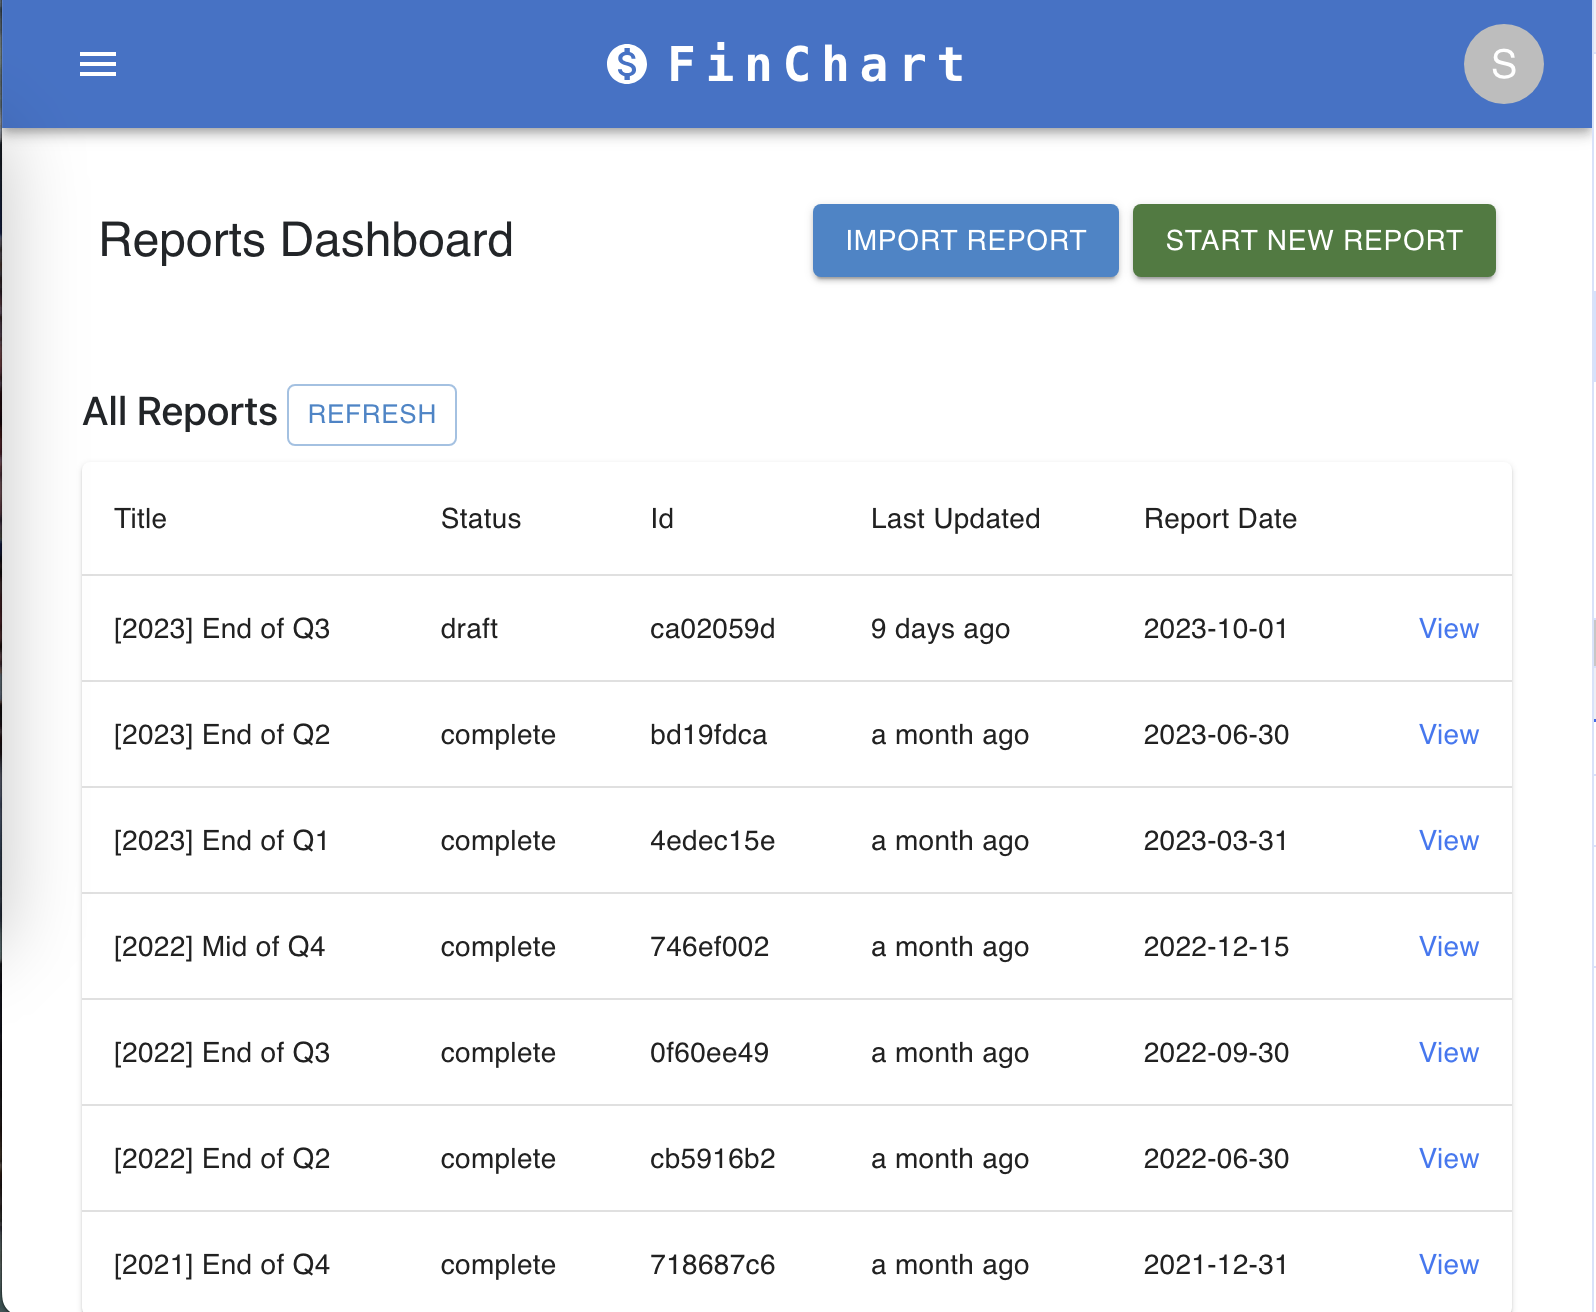 FinChart
S
Reports Dashboard
IMPORT REPORT
START NEW REPORT
All Reports
REFRESH
Title Status Id Last Updated Report Date
[2023] End of Q3 draft ca02059d 9 days ago 2023-10-01 View
[2023] End of Q2 complete bd19fdca a month ago 2023-06-30 View
[2023] End of Q1 complete 4edec15e a month ago 2023-03-31 View
[2022] Mid of Q4 complete 746ef002 a month ago 2022-12-15 View
[2022] End of Q3 complete 0f60ee49 a month ago 2022-09-30 View
[2022] End of Q2 complete cb5916b2 a month ago 2022-06-30 View
[2021] End of Q4 complete 718687c6 a month ago 2021-12-31 View